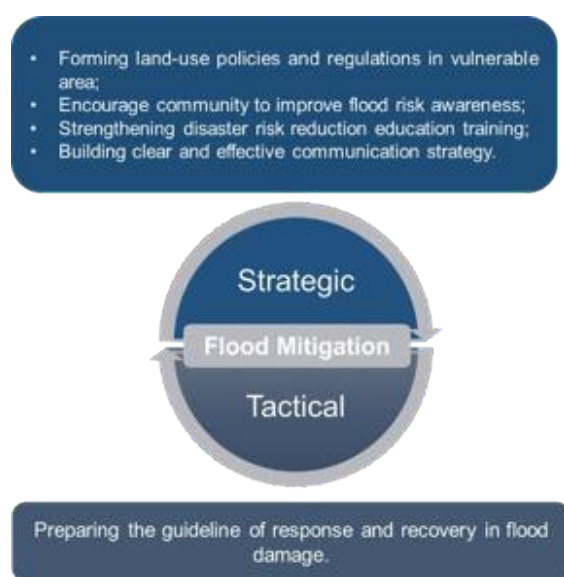 • Forming land-use policies and regulations in vulnerable
area;
• Encourage community to improve flood risk awareness;
• Strengthening disaster risk reduction education training;
• Building clear and effective communication strategy.
Strategic
Flood Mitigation
Tactical
Preparing the guideline of response and recovery in flood
damage.